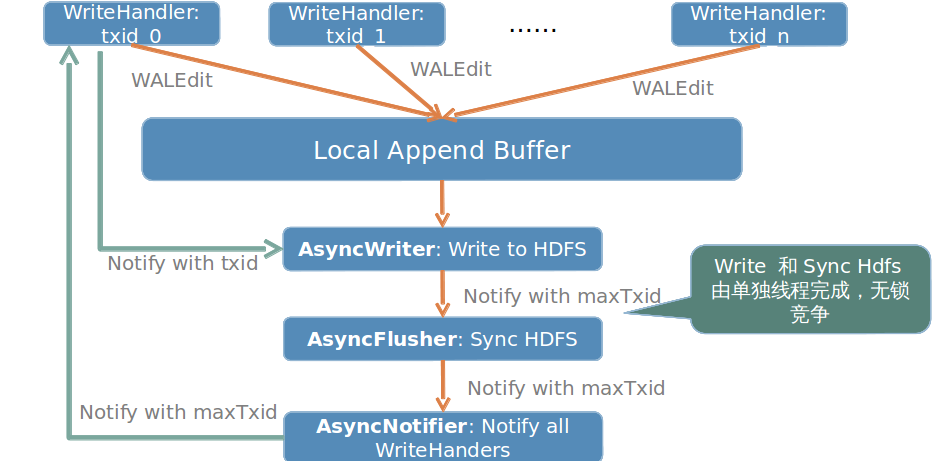 WriteHandler:
txid_0
WriteHandler:
txid_1
......
WriteHandler:
txid_n
WALEdit
WALEdit
WALEdit
Local Append Buffer
AsyncWriter: Write to HDFS
Notify with txid
Notify with maxTxid
Write 和 Sync Hdfs
由单独线程完成，无锁
竞争
AsyncFlusher: Sync HDFS
Notify with maxTxid
Notify with maxTxid
AsyncNotifier: Notify all
WriteHanders